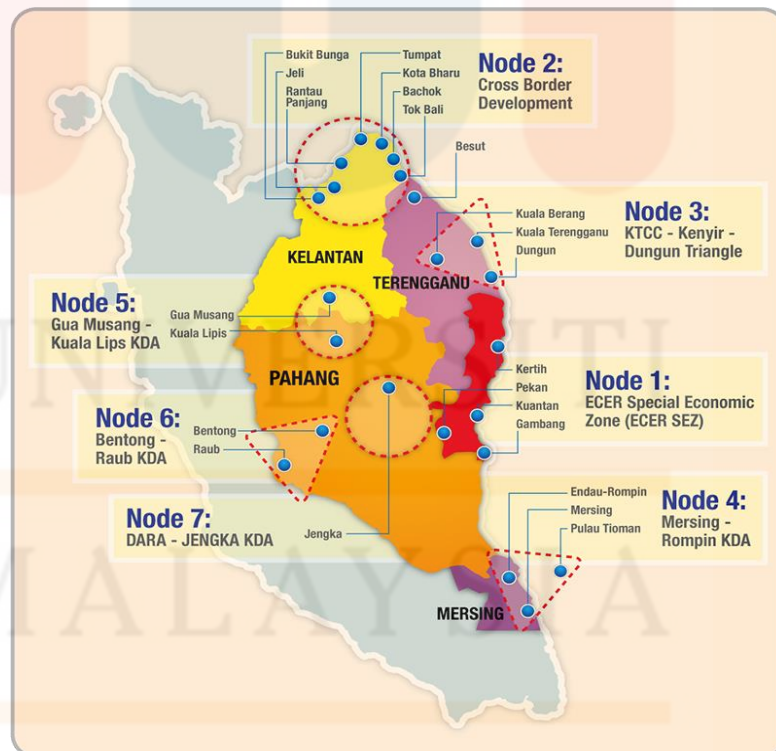 Bukit Bunga
Jeli
Rantau
Panjang
Tumpat
Kota Bharu
Bachok
Tok Bali
Node 2:
Cross Border
Development
Besut
Kuala Berang
Kuala Terengganu
Dungun
Node 3:
KTCC - Kenyir -
Dungun Triangle
KELANTAN
TERENGGANU
Node 5:
Gua Musang -
Kuala Lips KDA
Gua Musang
Kuala Lipis
PAHANG
Kertih
Pekan
Kuantan
Gambang
Node 1:
ECER Special Economic
Zone (ECER SEZ)
Node 6:
Bentong -
Raub KDA
Bentong
Raub
Node 7:
DARA - JENGKA KDA
Jengka
Endau-Rompin
Mersing
Pulau Tioman
Node 4:
Mersing -
Rompin KDA
MERSING
UNIVERSITI
MALAYSIA